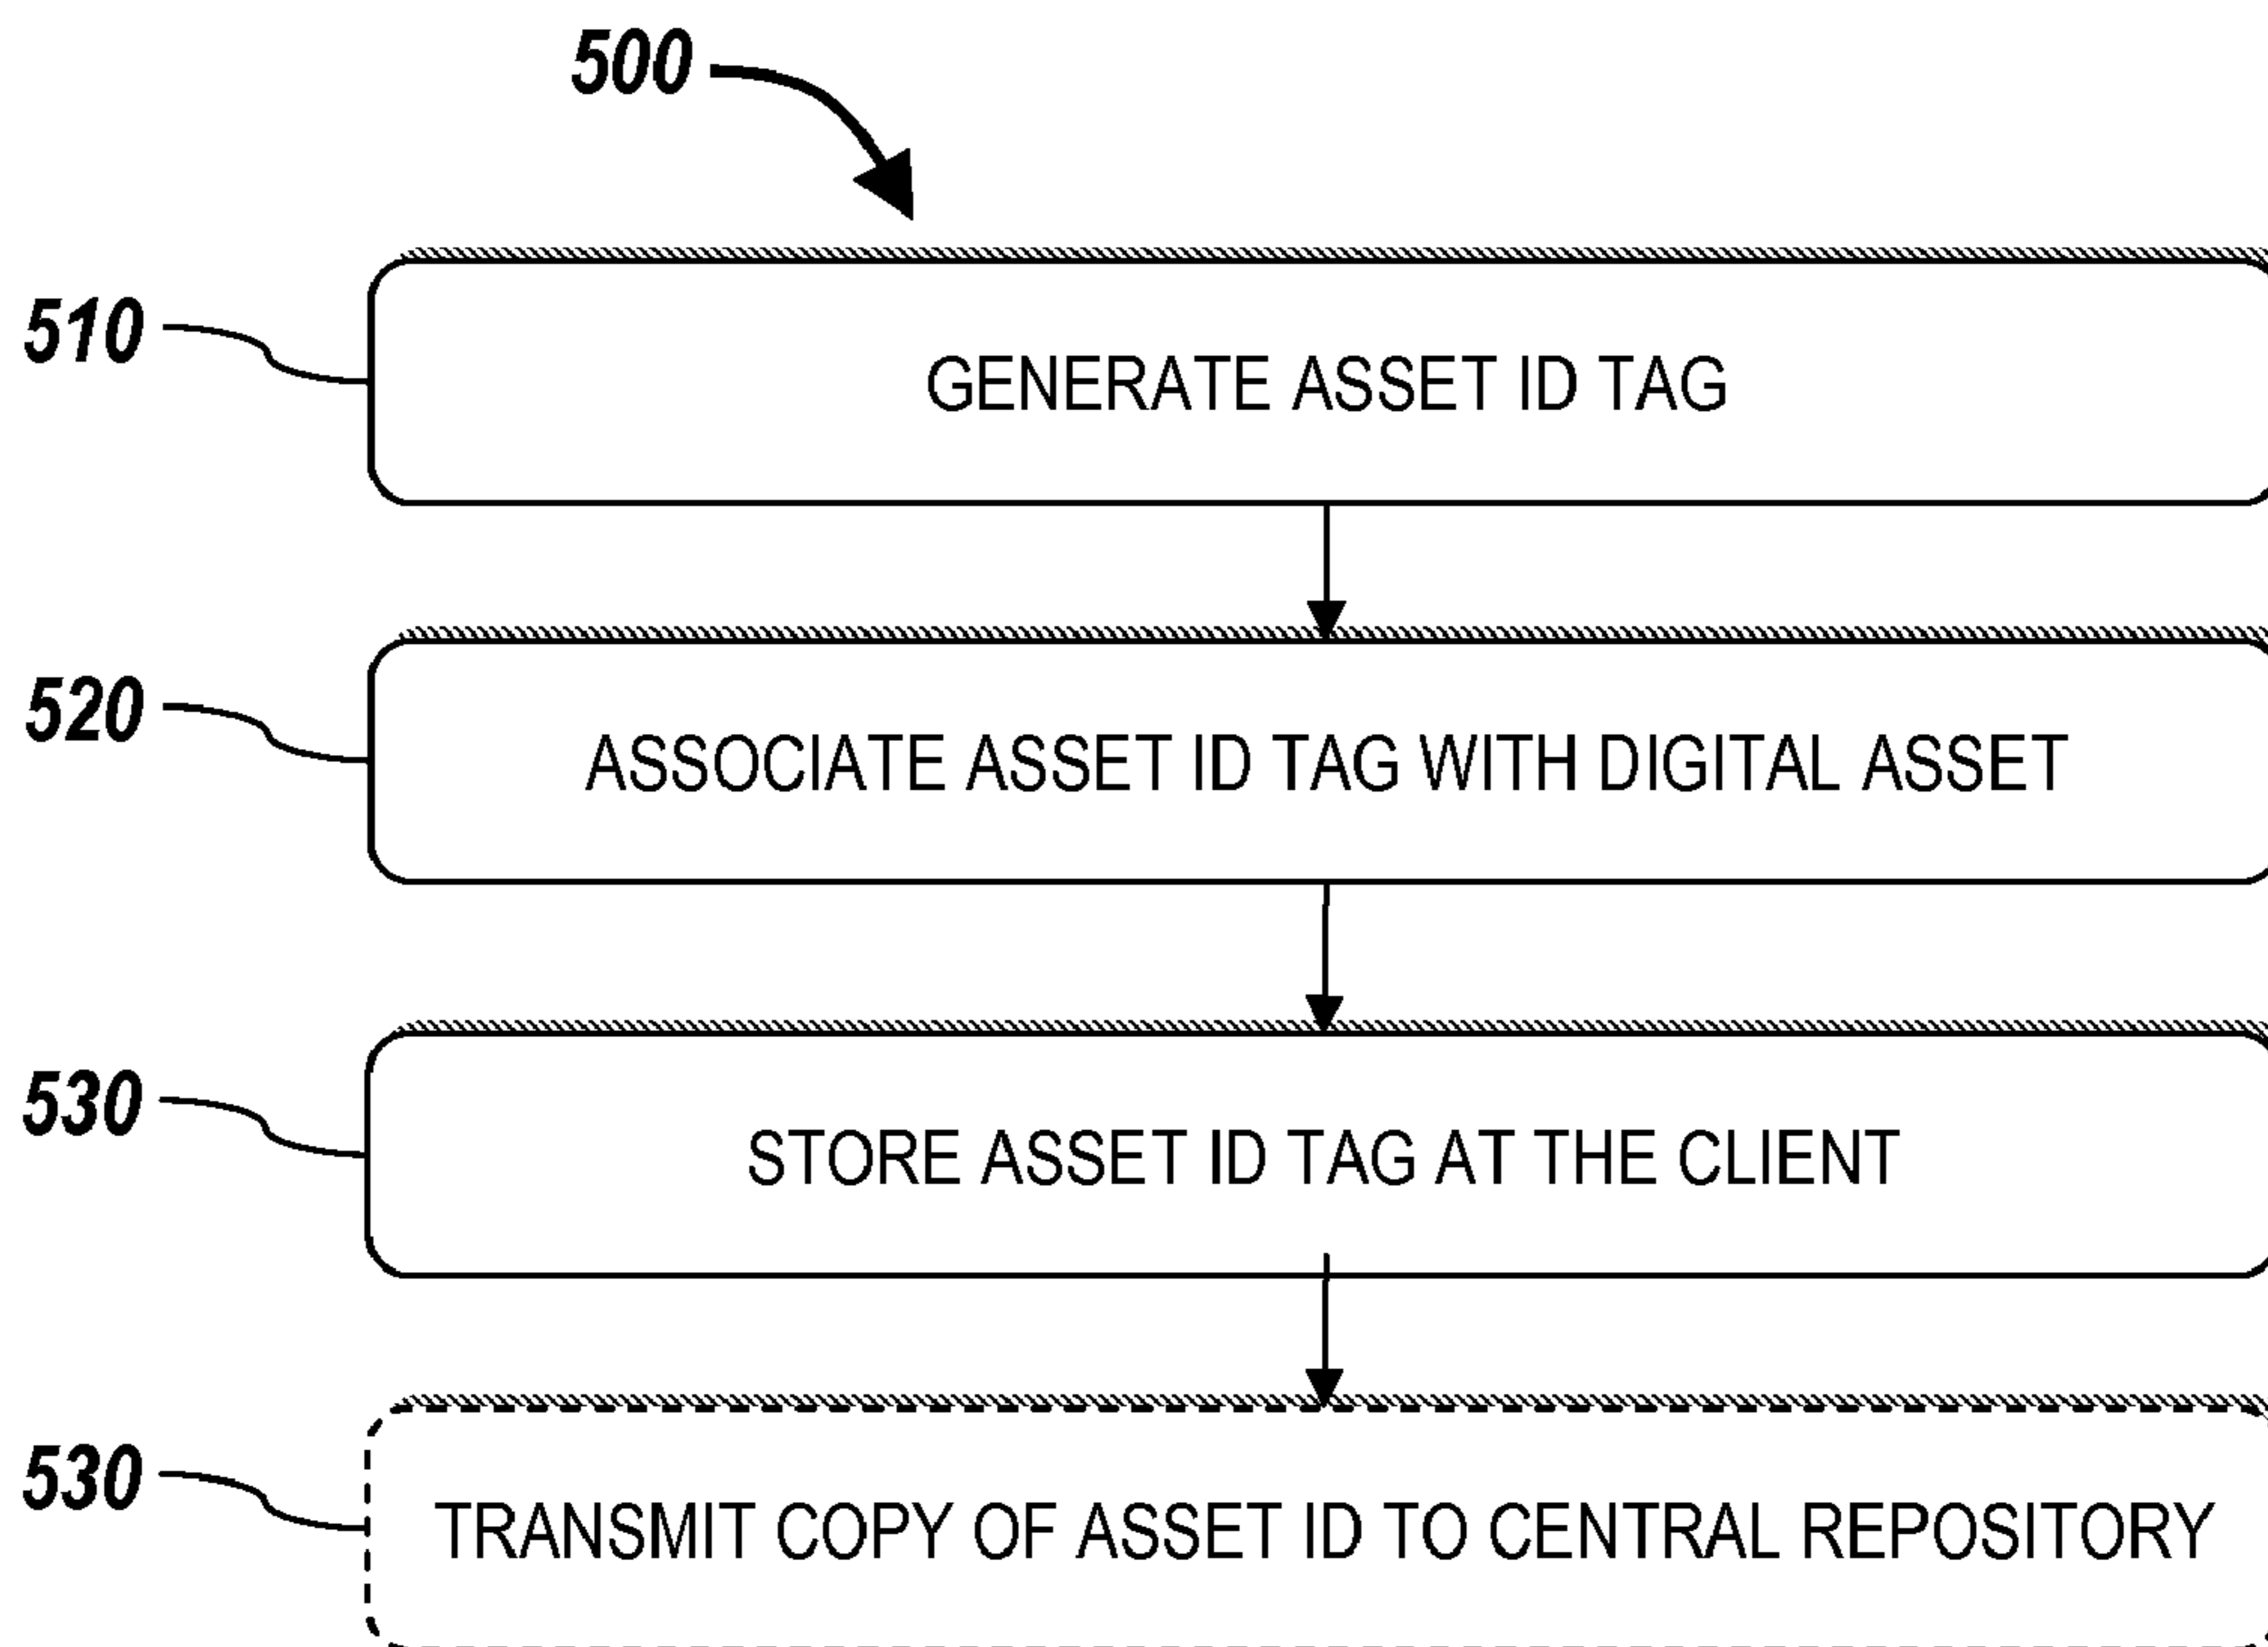 500
510
GENERATE ASSET ID TAG
520
ASSOCIATE ASSET ID TAG WITH DIGITAL ASSET
530
STORE ASSET ID TAG AT THE CLIENT
530
TRANSMIT COPY OF ASSET ID TO CENTRAL REPOSITORY